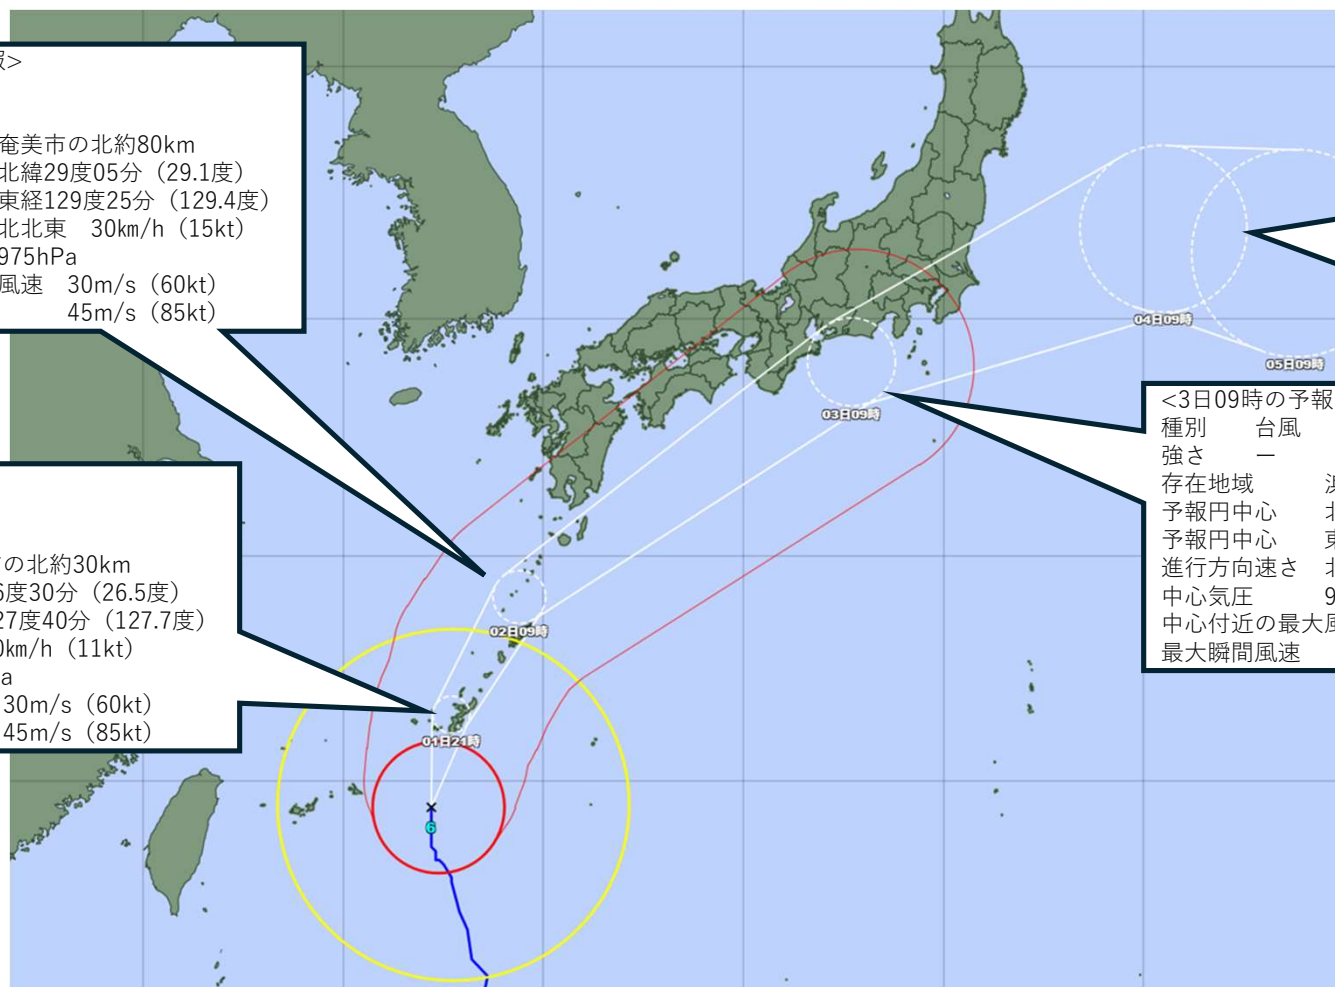 報>
奄美市の北約80km
北緯29度05分（29.1度）
東経129度25分（129.4度）
北北東　30㎞/h（15kt）
975hPa
風速　30m/s（60kt）
45m/s（85kt）
の北約30km
6度30分（26.5度）
27度40分（127.7度）
0㎞/h（11kt）
a
30m/s（60kt）
45m/s（85kt）
<3日09時の予報
種別　台風
強さ　ー
存在地域
予報円中心　北
予報円中心　東
進行方向速さ　北
中心気圧　9
中心付近の最大風
最大瞬間風速
04日09時
05日09時
03日09時
02日09時
01日21時
6